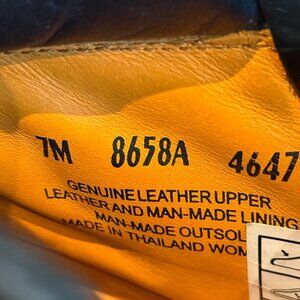 7M 8658A 4647
GENUINE LEATHER UPPER
LEATHER AND MAN-MADE LINING
MAN-MADE OUTSOL
MADE IN THAILAND WOM